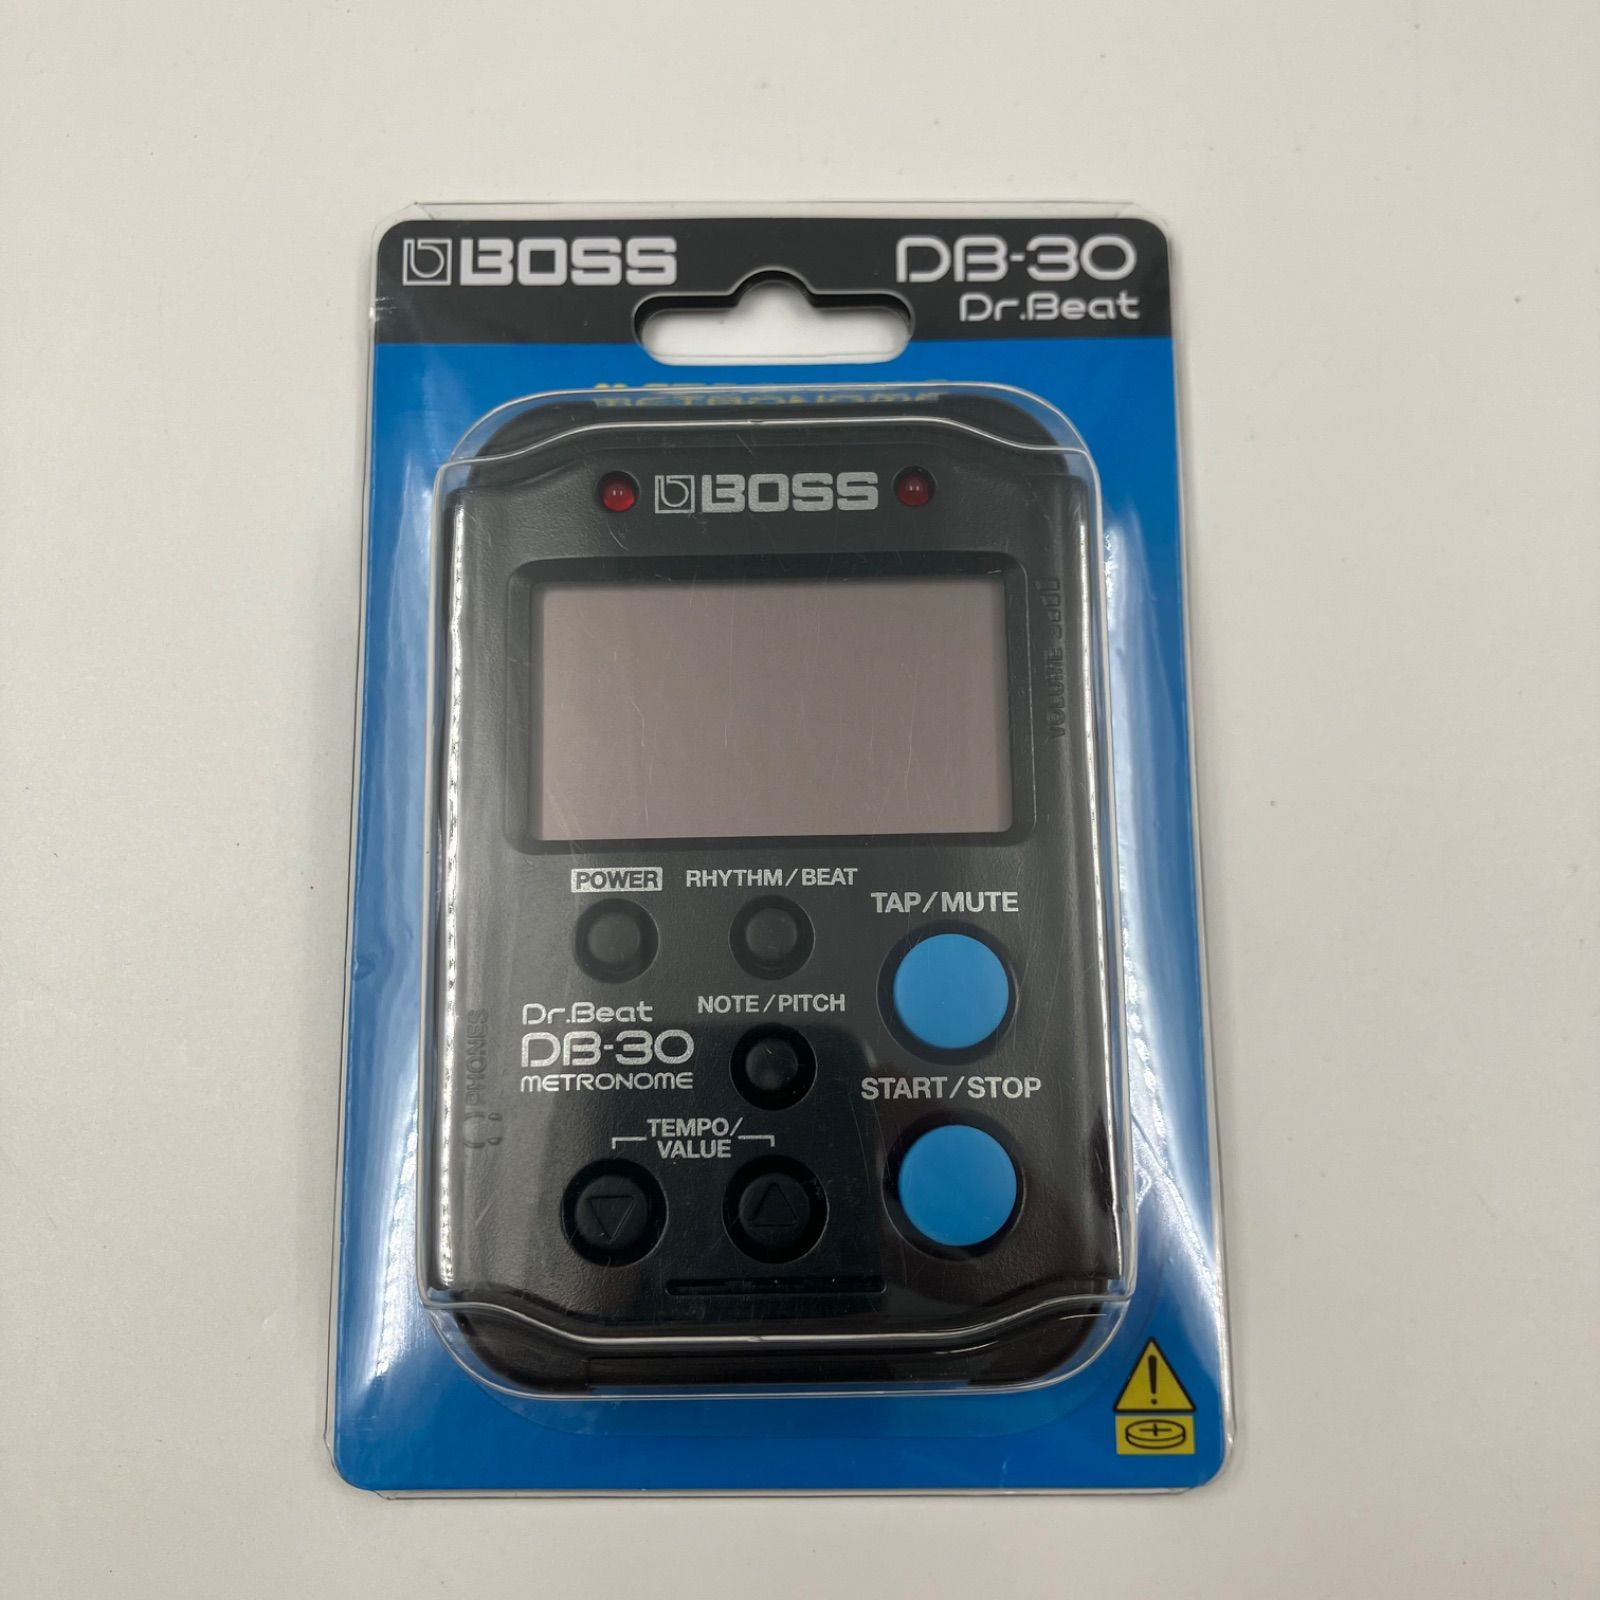 BOSS
DB-30
Dr.Beat
METRONOME
BOSS
VOLUME
POWER
RHYTHM/BEAT
TAP/MUTE
NOTE/PITCH
Dr.Beat
DB-30
METRONOME
PHONES
START/STOP
TEMPO/
VALUE